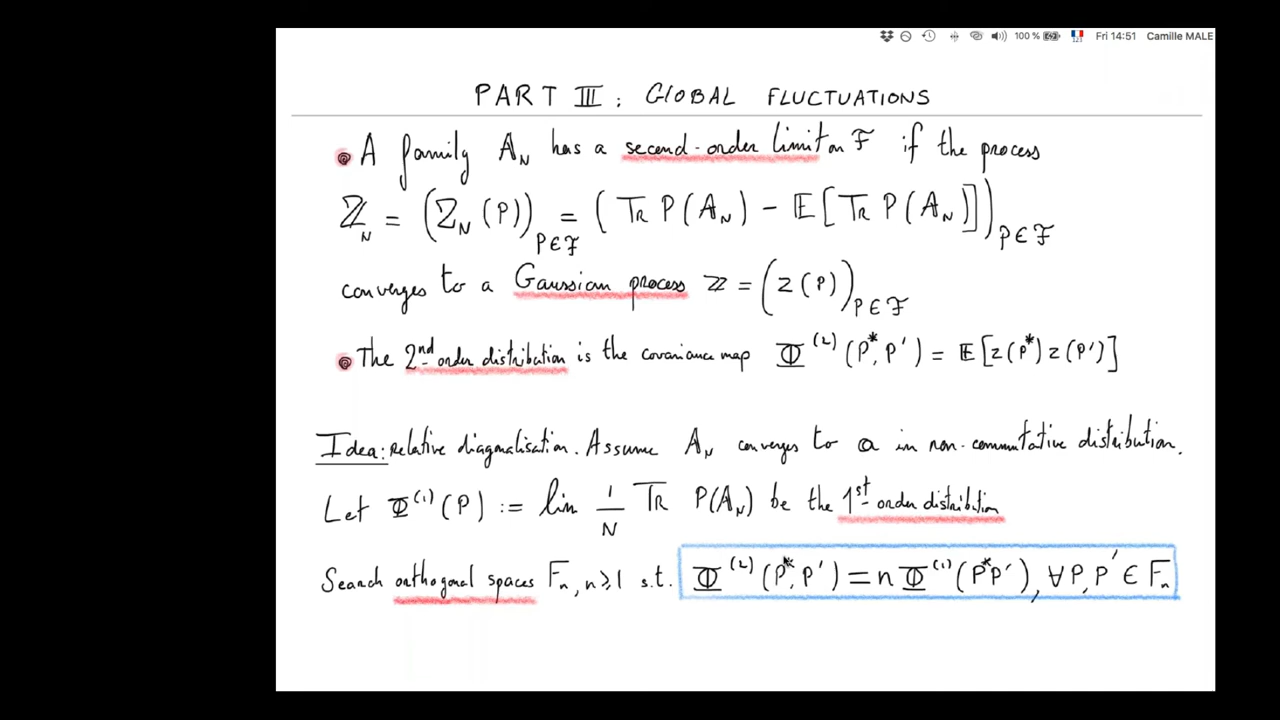 100 % Fri 14:51 Camille MALE
PART III : GLOBAL FLUCTUATIONS
A family A_N has a second-order limit on F if the process
Z_N = (Z_N(P))_{P∈F} = (TR P(A_N) - E[TR P(A_N)])_{P∈F}
converges to a Gaussian process Z = (z(P))_{P∈F}
The 2nd order distribution is the covariance map Φ^(2)(P*, P') = E[z(P*) z(P')]
Idea: relative diagonalisation. Assume A_N converges to a in non-commutative distribution.
Let Φ^(1)(P) := lim 1/N TR P(A_N) be the 1st order distribution
Search orthogonal spaces F_n, n≥1 s.t. Φ^(2)(P*, P') = n Φ^(1)(P*P'), ∀P, P' ∈ F_n